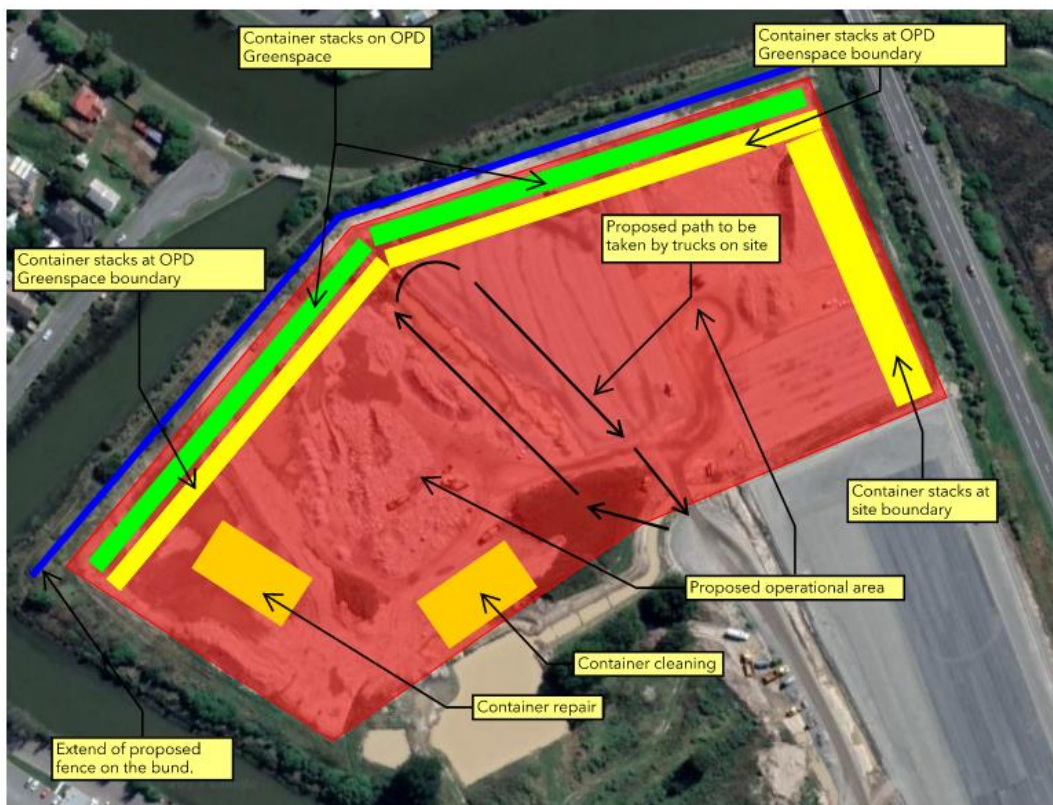 Container stacks on OPD
Greenspace
Container stacks at OPD
Greenspace boundary
Proposed path to be
taken by trucks on site
Container stacks at OPD
Greenspace boundary
Container stacks at
site boundary
Proposed operational area
Container cleaning
Container repair
Extend of proposed
fence on the bund.